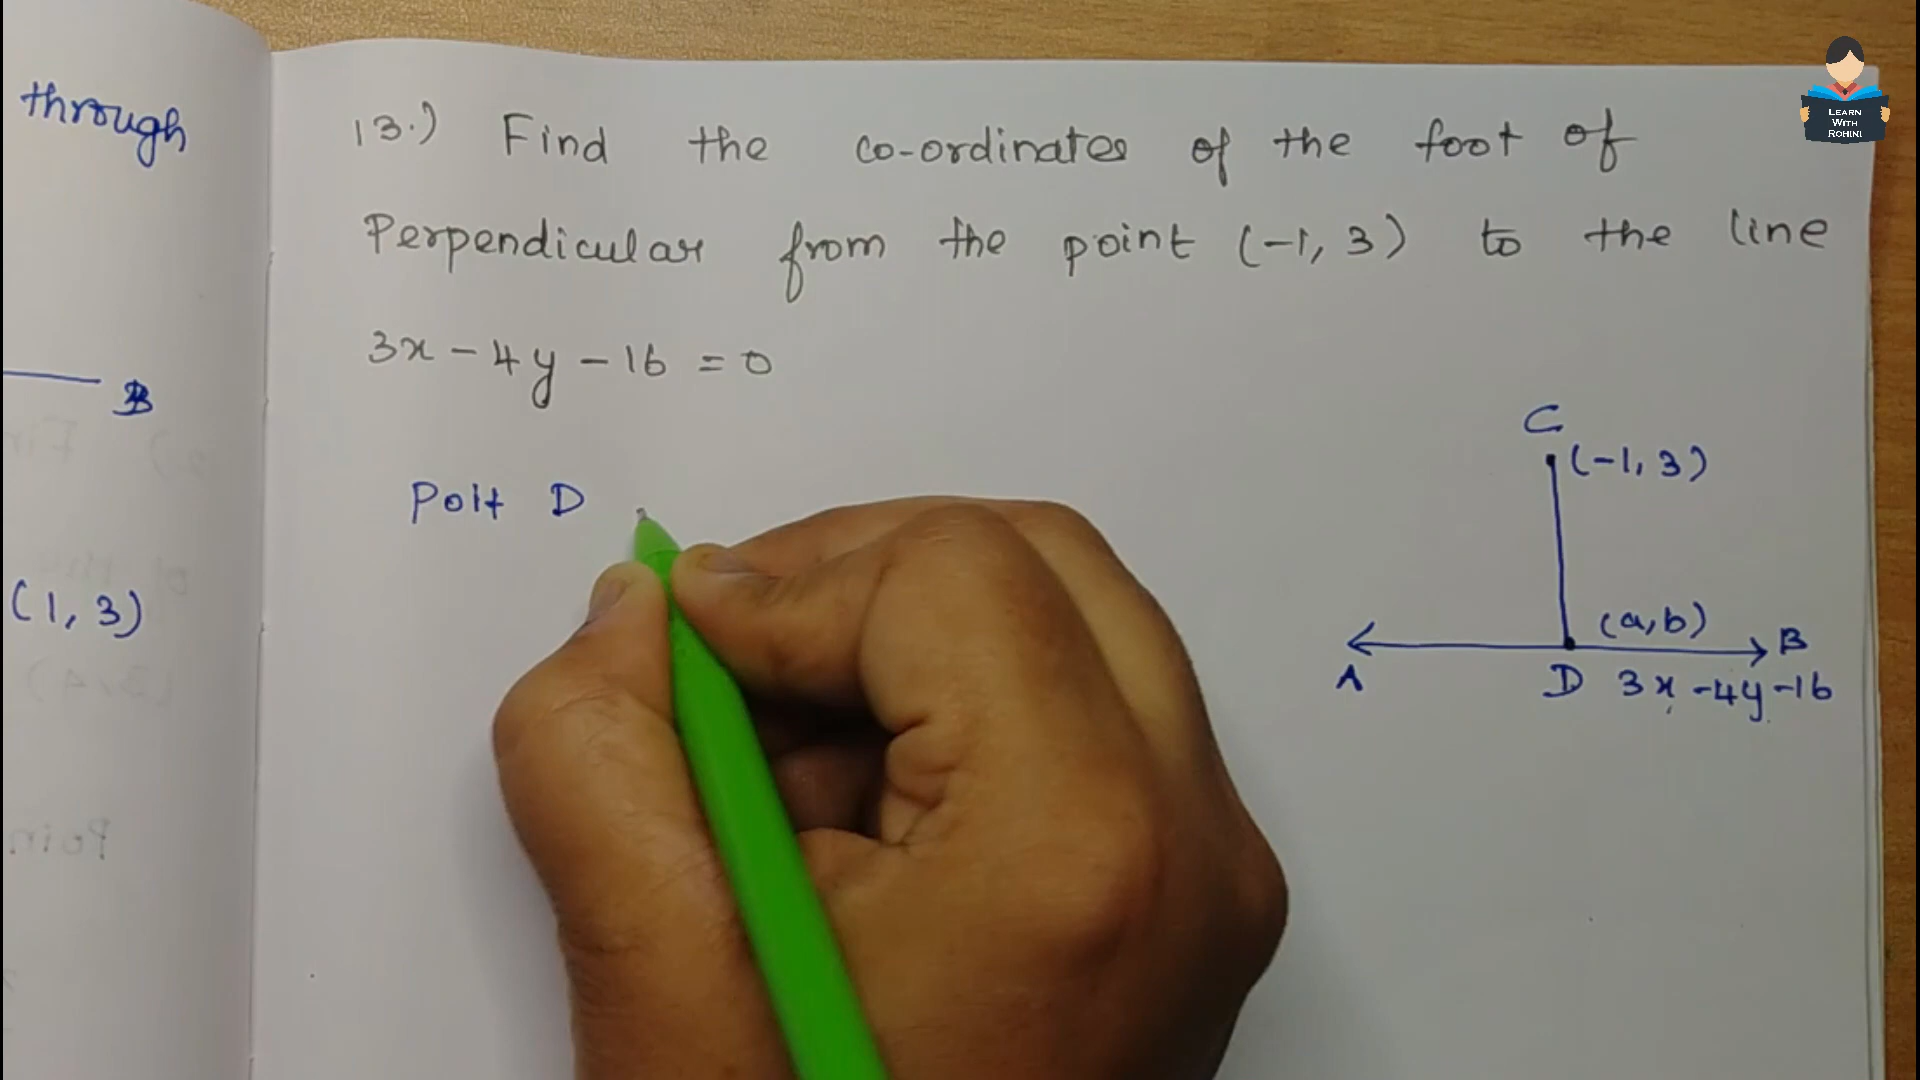 through
B
(1, 3)
13.) Find the co-ordinates of the foot of
Perpendicular from the point (-1, 3) to the line
3x - 4y - 16 = 0
Poit D
C
(-1, 3)
(a, b)
A
B
D 3x - 4y - 16
LEARN
WITH
ROHINI